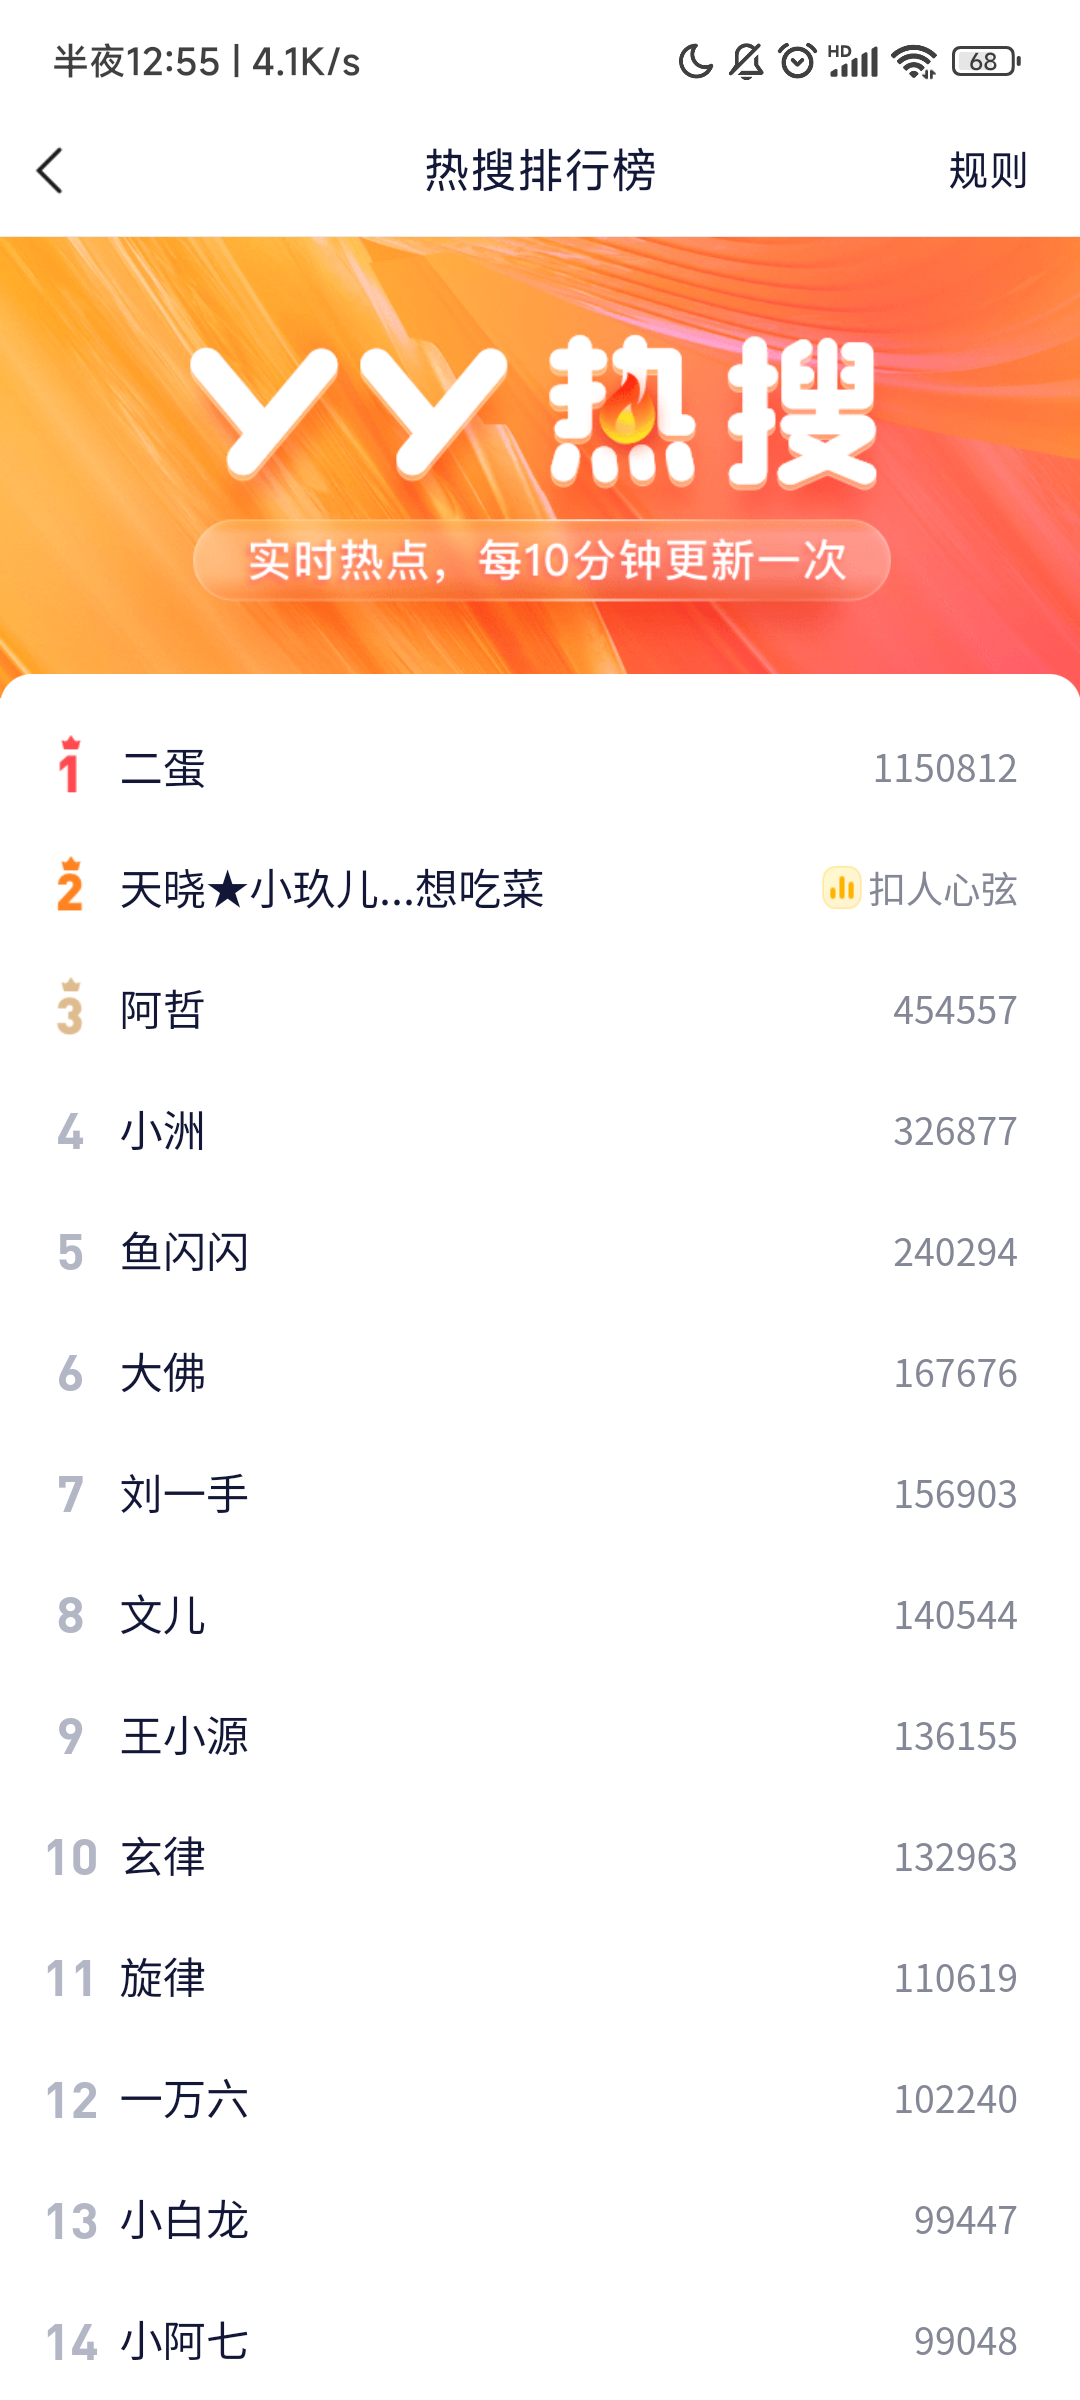 半夜12:55 | 4.1K/s
HD
68
热搜排行榜
规则
YY热搜
实时热点，每10分钟更新一次
1 二蛋 1150812
2 天晓★小玖儿...想吃菜 扣人心弦
3 阿哲 454557
4 小洲 326877
5 鱼闪闪 240294
6 大佛 167676
7 刘一手 156903
8 文儿 140544
9 王小源 136155
10 玄律 132963
11 旋律 110619
12 一万六 102240
13 小白龙 99447
14 小阿七 99048